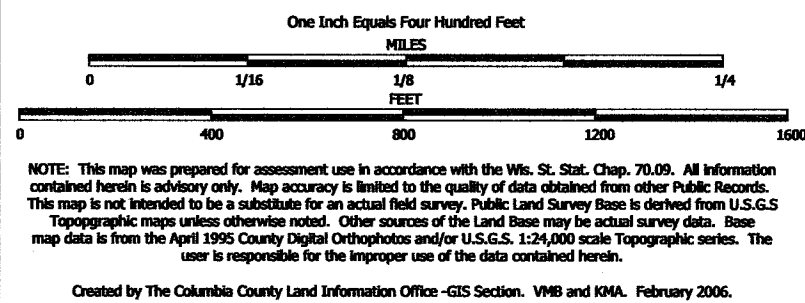 One Inch Equals Four Hundred Feet
MILES
0 1/16 1/8 1/4
FEET
0 400 800 1200 1600
NOTE: This map was prepared for assessment use in accordance with the Wis. St. Stat. Chap. 70.09. All information
contained herein is advisory only. Map accuracy is limited to the quality of data obtained from other Public Records.
This map is not intended to be a substitute for an actual field survey. Public Land Survey Base is derived from U.S.G.S
Topopgraphic maps unless otherwise noted. Other sources of the Land Base may be actual survey data. Base
map data is from the April 1995 County Digital Orthophotos and/or U.S.G.S. 1:24,000 scale Topographic series. The
user is responsible for the improper use of the data contained herein.
Created by The Columbia County Land Information Office -GIS Section. VMB and KMA. February 2006.